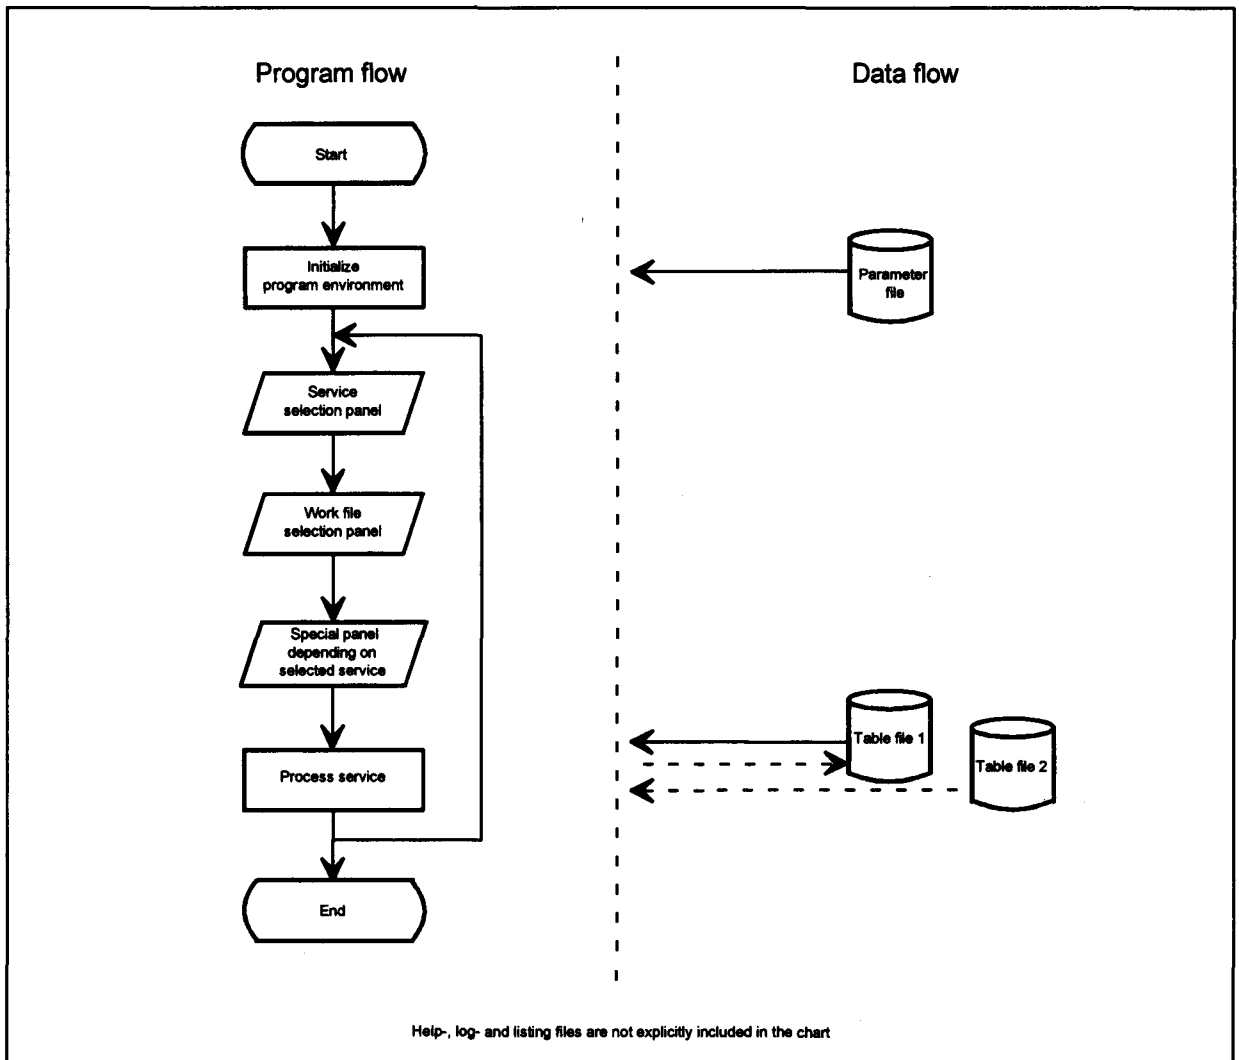 Program flow
Data flow
Start
Initialize
program environment
Parameter
file
Service
selection panel
Work file
selection panel
Special panel
depending on
selected service
Process service
Table file 1
Table file 2
End
Help-, log- and listing files are not explicitly included in the chart